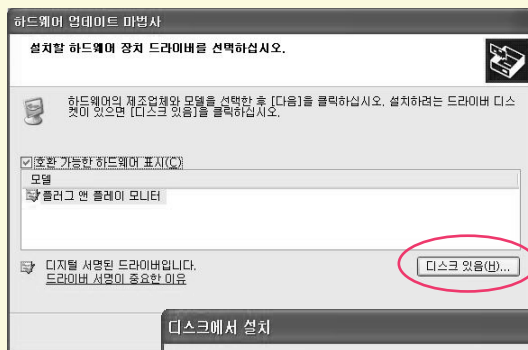 하드웨어 업데이트 마법사
설치할 하드웨어 장치 드라이버를 선택하십시오.
하드웨어의 제조업체와 모델을 선택한 후 [다음]을 클릭하십시오. 설치하려는 드라이버 디스
켓이 있으면 [디스크 있음]을 클릭하십시오.
호환 가능한 하드웨어 표시(C)
모델
플러그 앤 플레이 모니터
디지털 서명된 드라이버입니다.
드라이버 서명이 중요한 이유
디스크 있음(H)...
디스크에서 설치